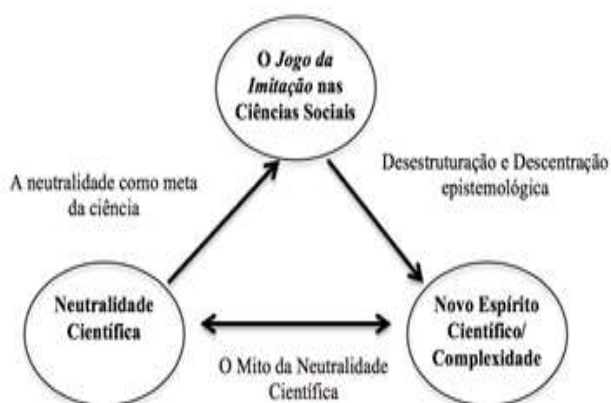 O Jogo da
Imitação nas
Ciências Sociais
A neutralidade como meta
da ciência
Desestruturação e Descentração
epistemológica
Neutralidade
Científica
Novo Espírito
Científico/
Complexidade
O Mito da Neutralidade
Científica